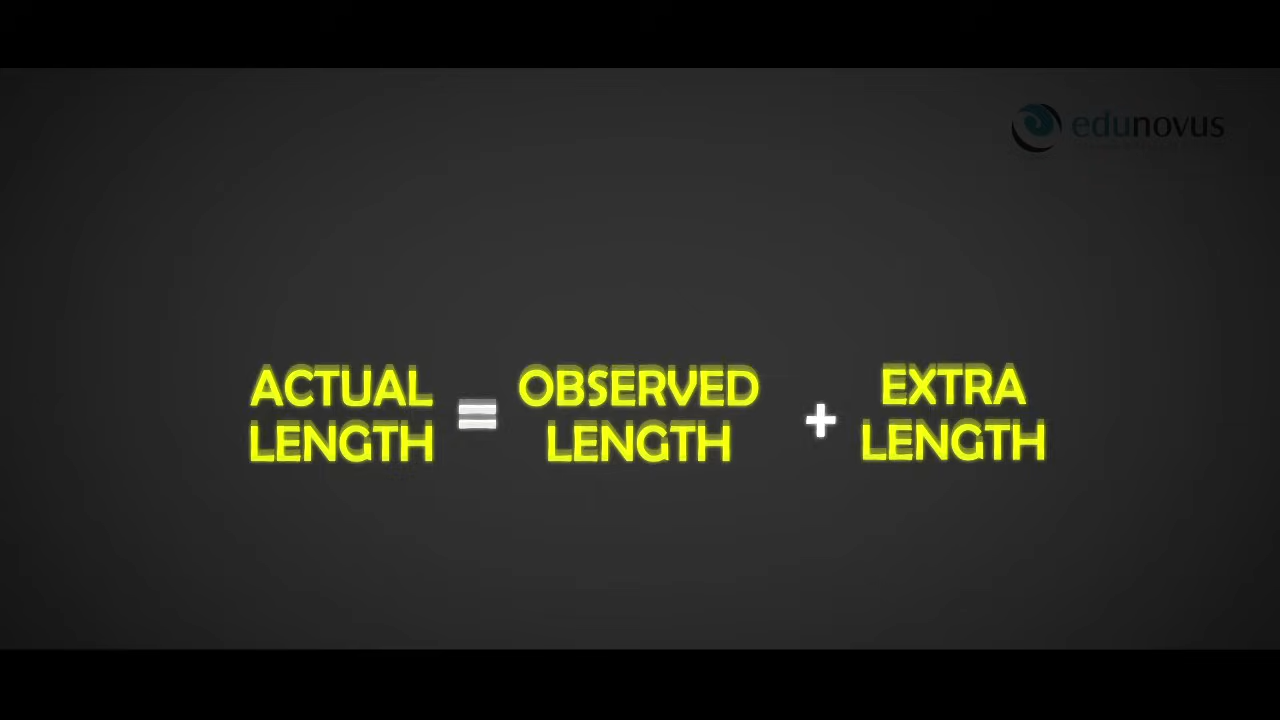 edunovus
ACTUAL LENGTH = OBSERVED LENGTH + EXTRA LENGTH